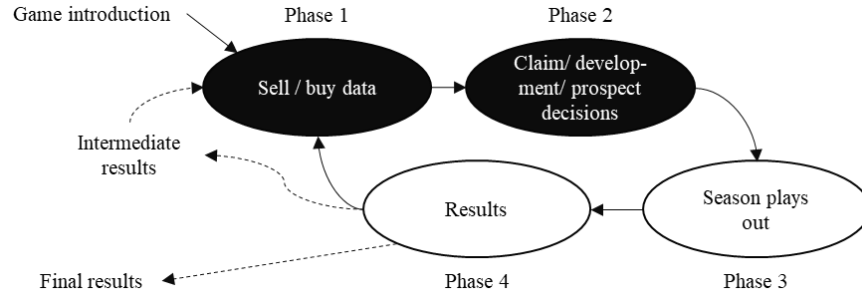 Game introduction
Phase 1
Phase 2
Sell / buy data
Claim/ develop-
ment/ prospect
decisions
Intermediate
results
Results
Season plays
out
Final results
Phase 4
Phase 3